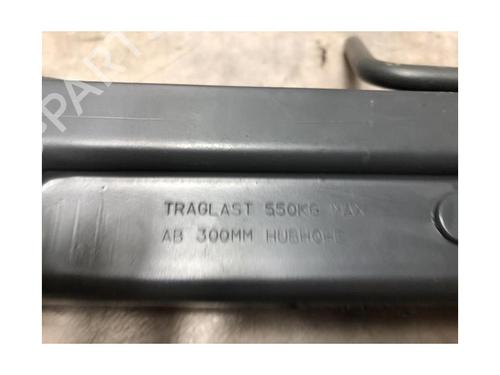 TRAGLAST 550KG MAX
AB 300MM HUBHÖHE